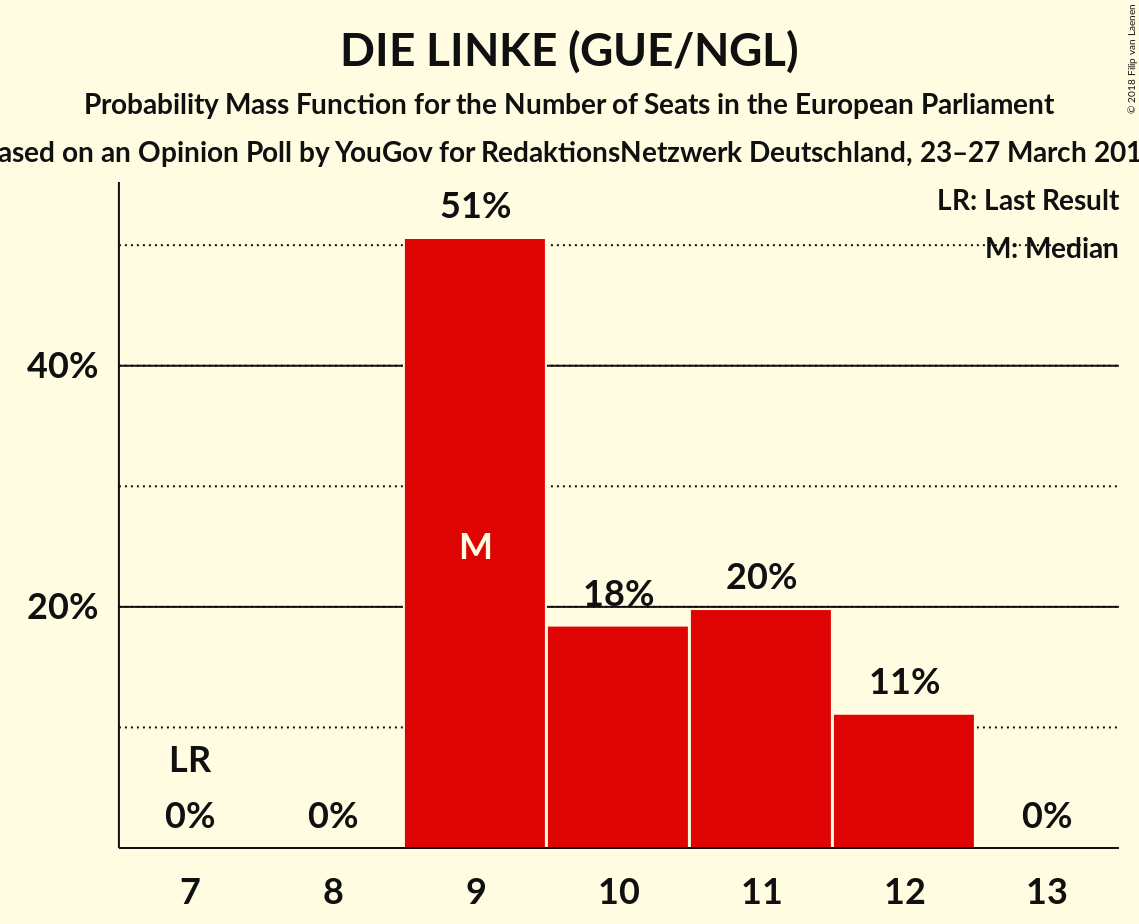 DIE LINKE (GUE/NGL)
Probability Mass Function for the Number of Seats in the European Parliament
ased on an Opinion Poll by YouGov for RedaktionsNetzwerk Deutschland, 23–27 March 201
© 2018 Filip van Laenen
LR: Last Result
M: Median
51%
40%
M
20%
18%
20%
11%
LR
0%
0%
0%
7
8
9
10
11
12
13